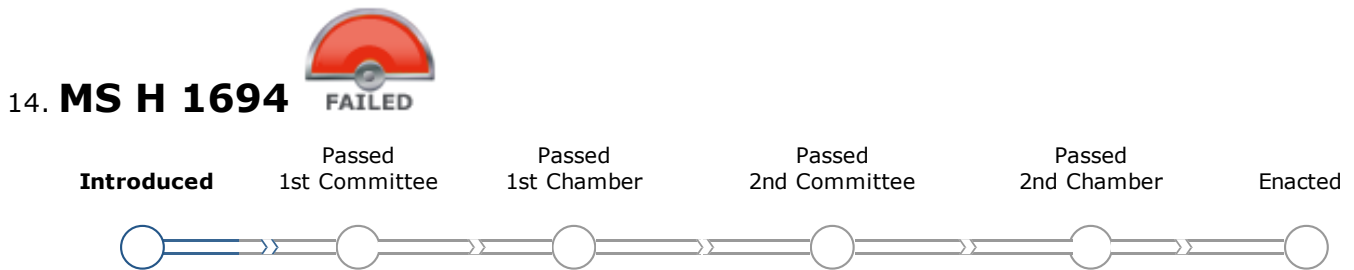 14. MS H 1694
FAILED
Introduced
Passed
1st Committee
Passed
1st Chamber
Passed
2nd Committee
Passed
2nd Chamber
Enacted